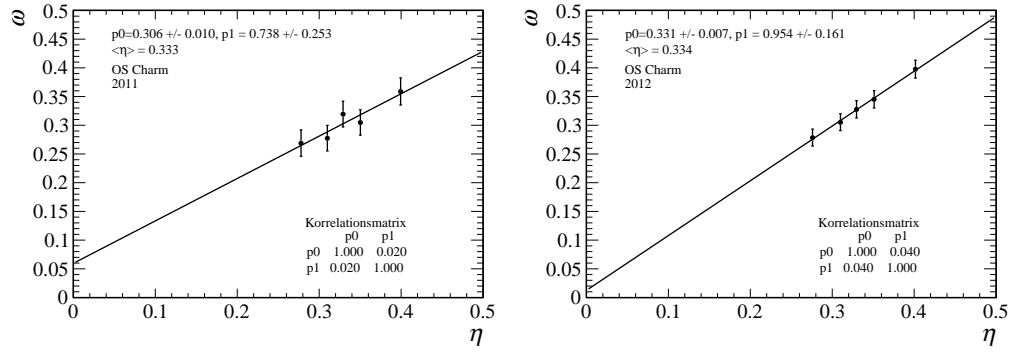 ω
0.5
0.45
0.4
0.35
0.3
0.25
0.2
0.15
0.1
0.05
0
p0=0.306 +/- 0.010, p1 = 0.738 +/- 0.253
<η> = 0.333
OS Charm
2011
Korrelationsmatrix
p0 p1
p0 1.000 0.020
p1 0.020 1.000
0 0.1 0.2 0.3 0.4 0.5
η
ω
0.5
0.45
0.4
0.35
0.3
0.25
0.2
0.15
0.1
0.05
0
p0=0.331 +/- 0.007, p1 = 0.954 +/- 0.161
<η> = 0.334
OS Charm
2012
Korrelationsmatrix
p0 p1
p0 1.000 0.040
p1 0.040 1.000
0 0.1 0.2 0.3 0.4 0.5
η